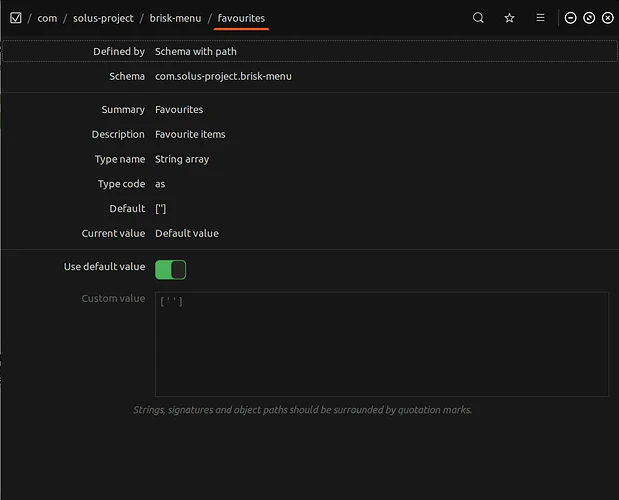 / com / solus-project / brisk-menu / favourites
Defined by Schema with path
Schema com.solus-project.brisk-menu
Summary Favourites
Description Favourite items
Type name String array
Type code as
Default ['']
Current value Default value
Use default value
Custom value ['']
Strings, signatures and object paths should be surrounded by quotation marks.